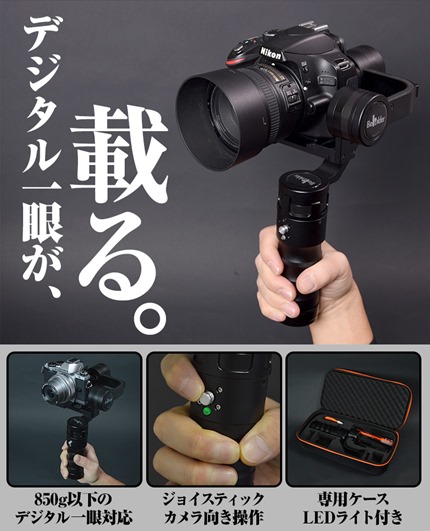 デジタル一眼が、
載る。
Nikon
850g以下の
デジタル一眼対応
ジョイスティック
カメラ向き操作
専用ケース
LEDライト付き